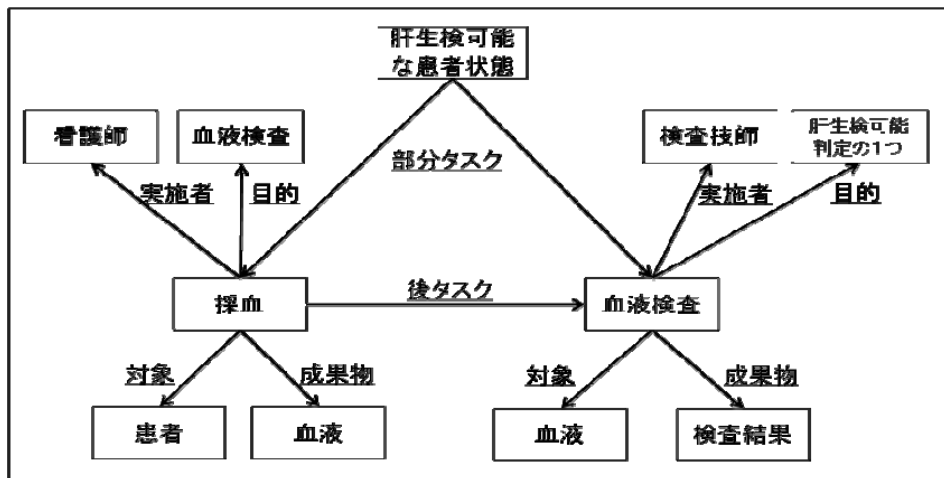 肝生検可能
な患者状態
看護師
血液検査
検査技師
肝生検可能
判定の1つ
部分タスク
実施者
目的
実施者
目的
採血
後タスク
血液検査
対象
成果物
対象
成果物
患者
血液
血液
検査結果